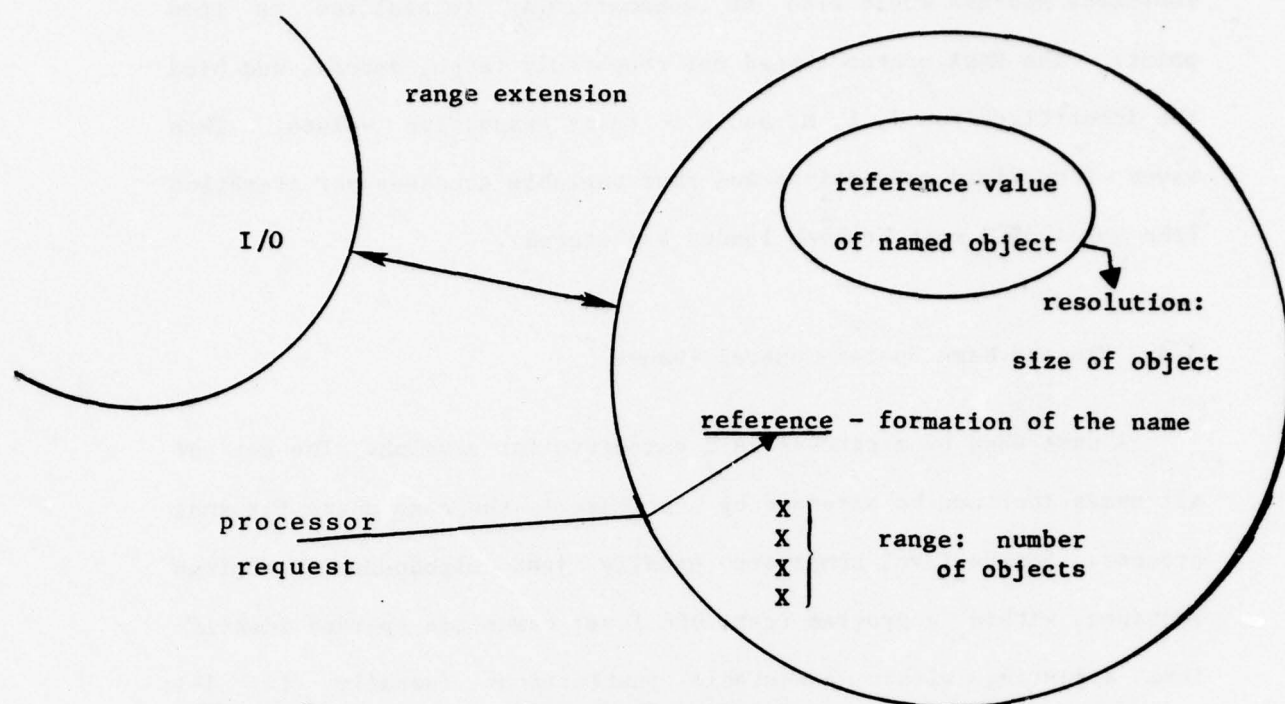 range extension
I/O
reference value
of named object
resolution:
size of object
reference – formation of the name
processor
request
X
X
X
X
range: number
of objects